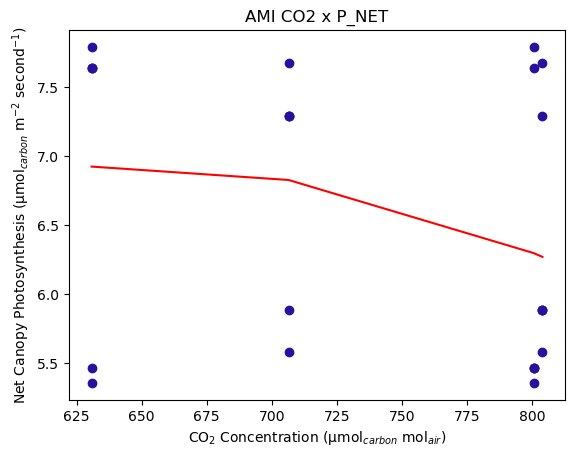 AMI CO2 x P_NET
Net Canopy Photosynthesis (μmol_carbon m⁻² second⁻¹)
7.5
7.0
6.5
6.0
5.5
625 650 675 700 725 750 775 800
CO₂ Concentration (μmol_carbon mol_air)